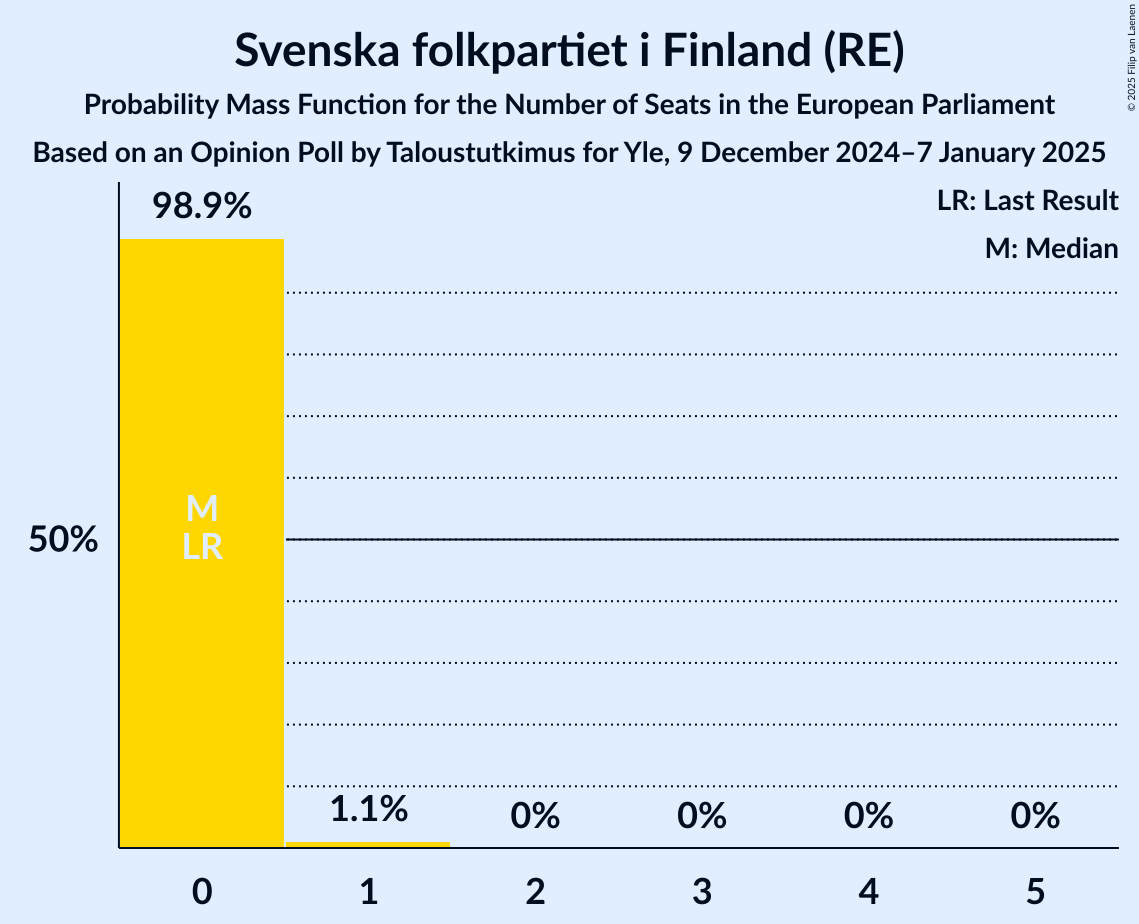 Svenska folkpartiet i Finland (RE)
Probability Mass Function for the Number of Seats in the European Parliament
Based on an Opinion Poll by Taloustutkimus for Yle, 9 December 2024–7 January 2025
© 2025 Filip van Laenen
LR: Last Result
M: Median
98.9%
M
LR
50%
1.1%
0%
0%
0%
0%
0
1
2
3
4
5